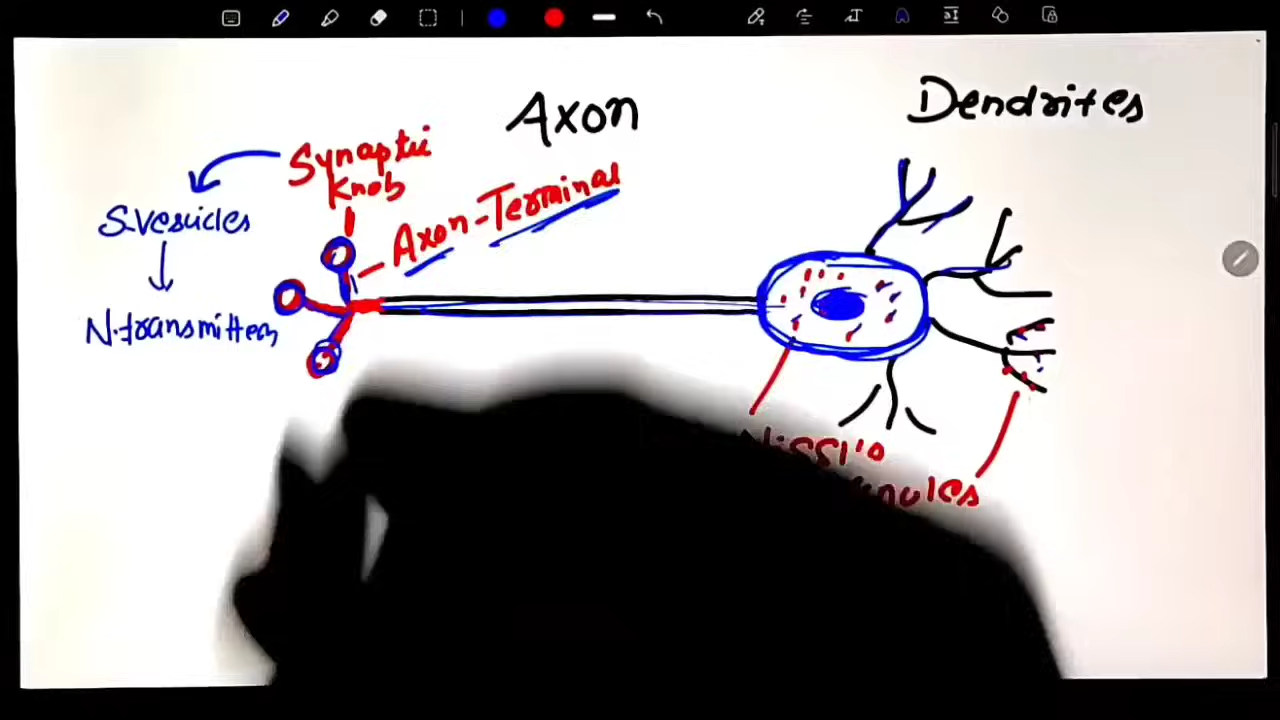 Axon
Dendrites
Synaptic
Knob
Axon-Terminal
S.vesicles
N-transmitters
Nissl's